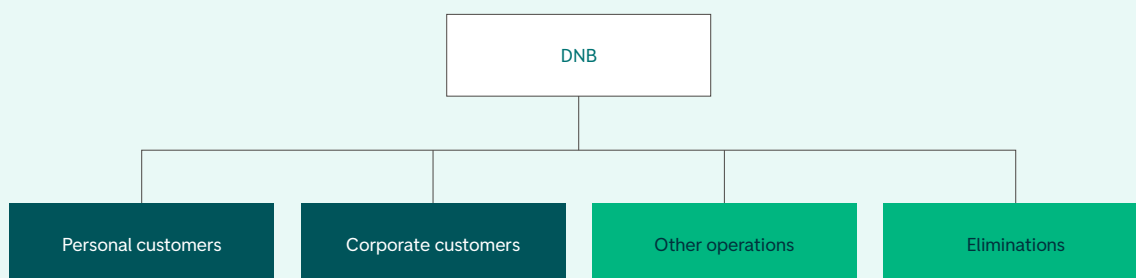 DNB
Personal customers
Corporate customers
Other operations
Eliminations